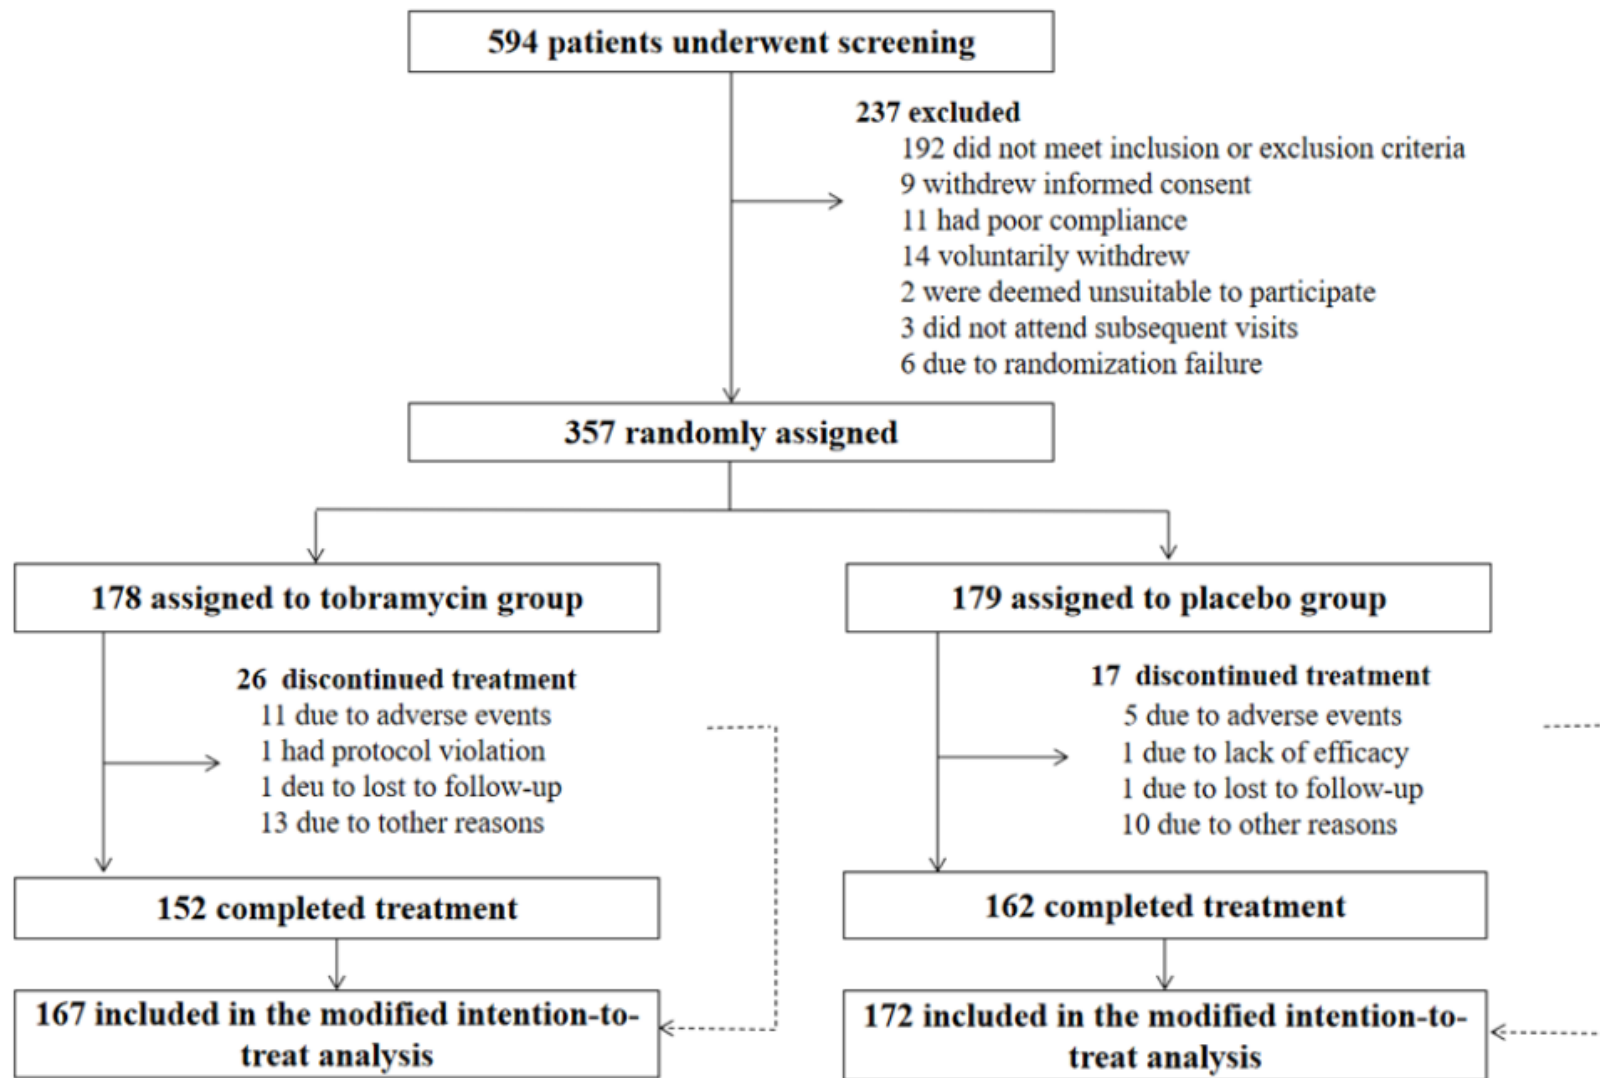 594 patients underwent screening
237 excluded
192 did not meet inclusion or exclusion criteria
9 withdrew informed consent
11 had poor compliance
14 voluntarily withdrew
2 were deemed unsuitable to participate
3 did not attend subsequent visits
6 due to randomization failure
357 randomly assigned
178 assigned to tobramycin group
26 discontinued treatment
11 due to adverse events
1 had protocol violation
1 deu to lost to follow-up
13 due to tother reasons
152 completed treatment
167 included in the modified intention-to-
treat analysis
179 assigned to placebo group
17 discontinued treatment
5 due to adverse events
1 due to lack of efficacy
1 due to lost to follow-up
10 due to other reasons
162 completed treatment
172 included in the modified intention-to-
treat analysis